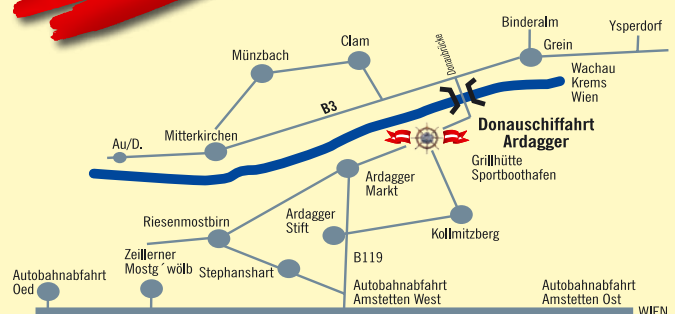 Binderalm
Ysperdorf
Grein
Clam
Münzbach
Donaubrücke
Wachau
Krems
Wien
B3
Mitterkirchen
Au/D.
Donauschiffahrt
Ardagger
Grillhütte
Sportboothafen
Ardagger
Markt
Riesenmostbirn
Ardagger
Stift
Kollmitzberg
Zeillerner
Mostg´wölb
Stephanshart
B119
Autobahnabfahrt
Oed
Autobahnabfahrt
Amstetten West
Autobahnabfahrt
Amstetten Ost
WIEN